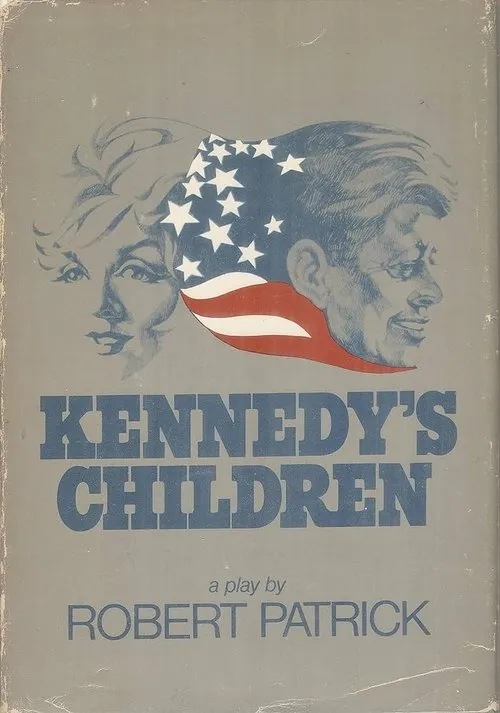 KENNEDY'S
CHILDREN
a play by
ROBERT PATRICK